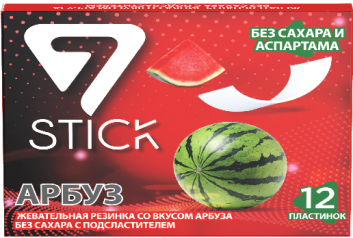 БЕЗ САХАРА И
АСПАРТАМА
7
STICK
АРБУЗ
ЖЕВАТЕЛЬНАЯ РЕЗИНКА СО ВКУСОМ АРБУЗА
БЕЗ САХАРА С ПОДСЛАСТИТЕЛЕМ
12
ПЛАСТИНОК